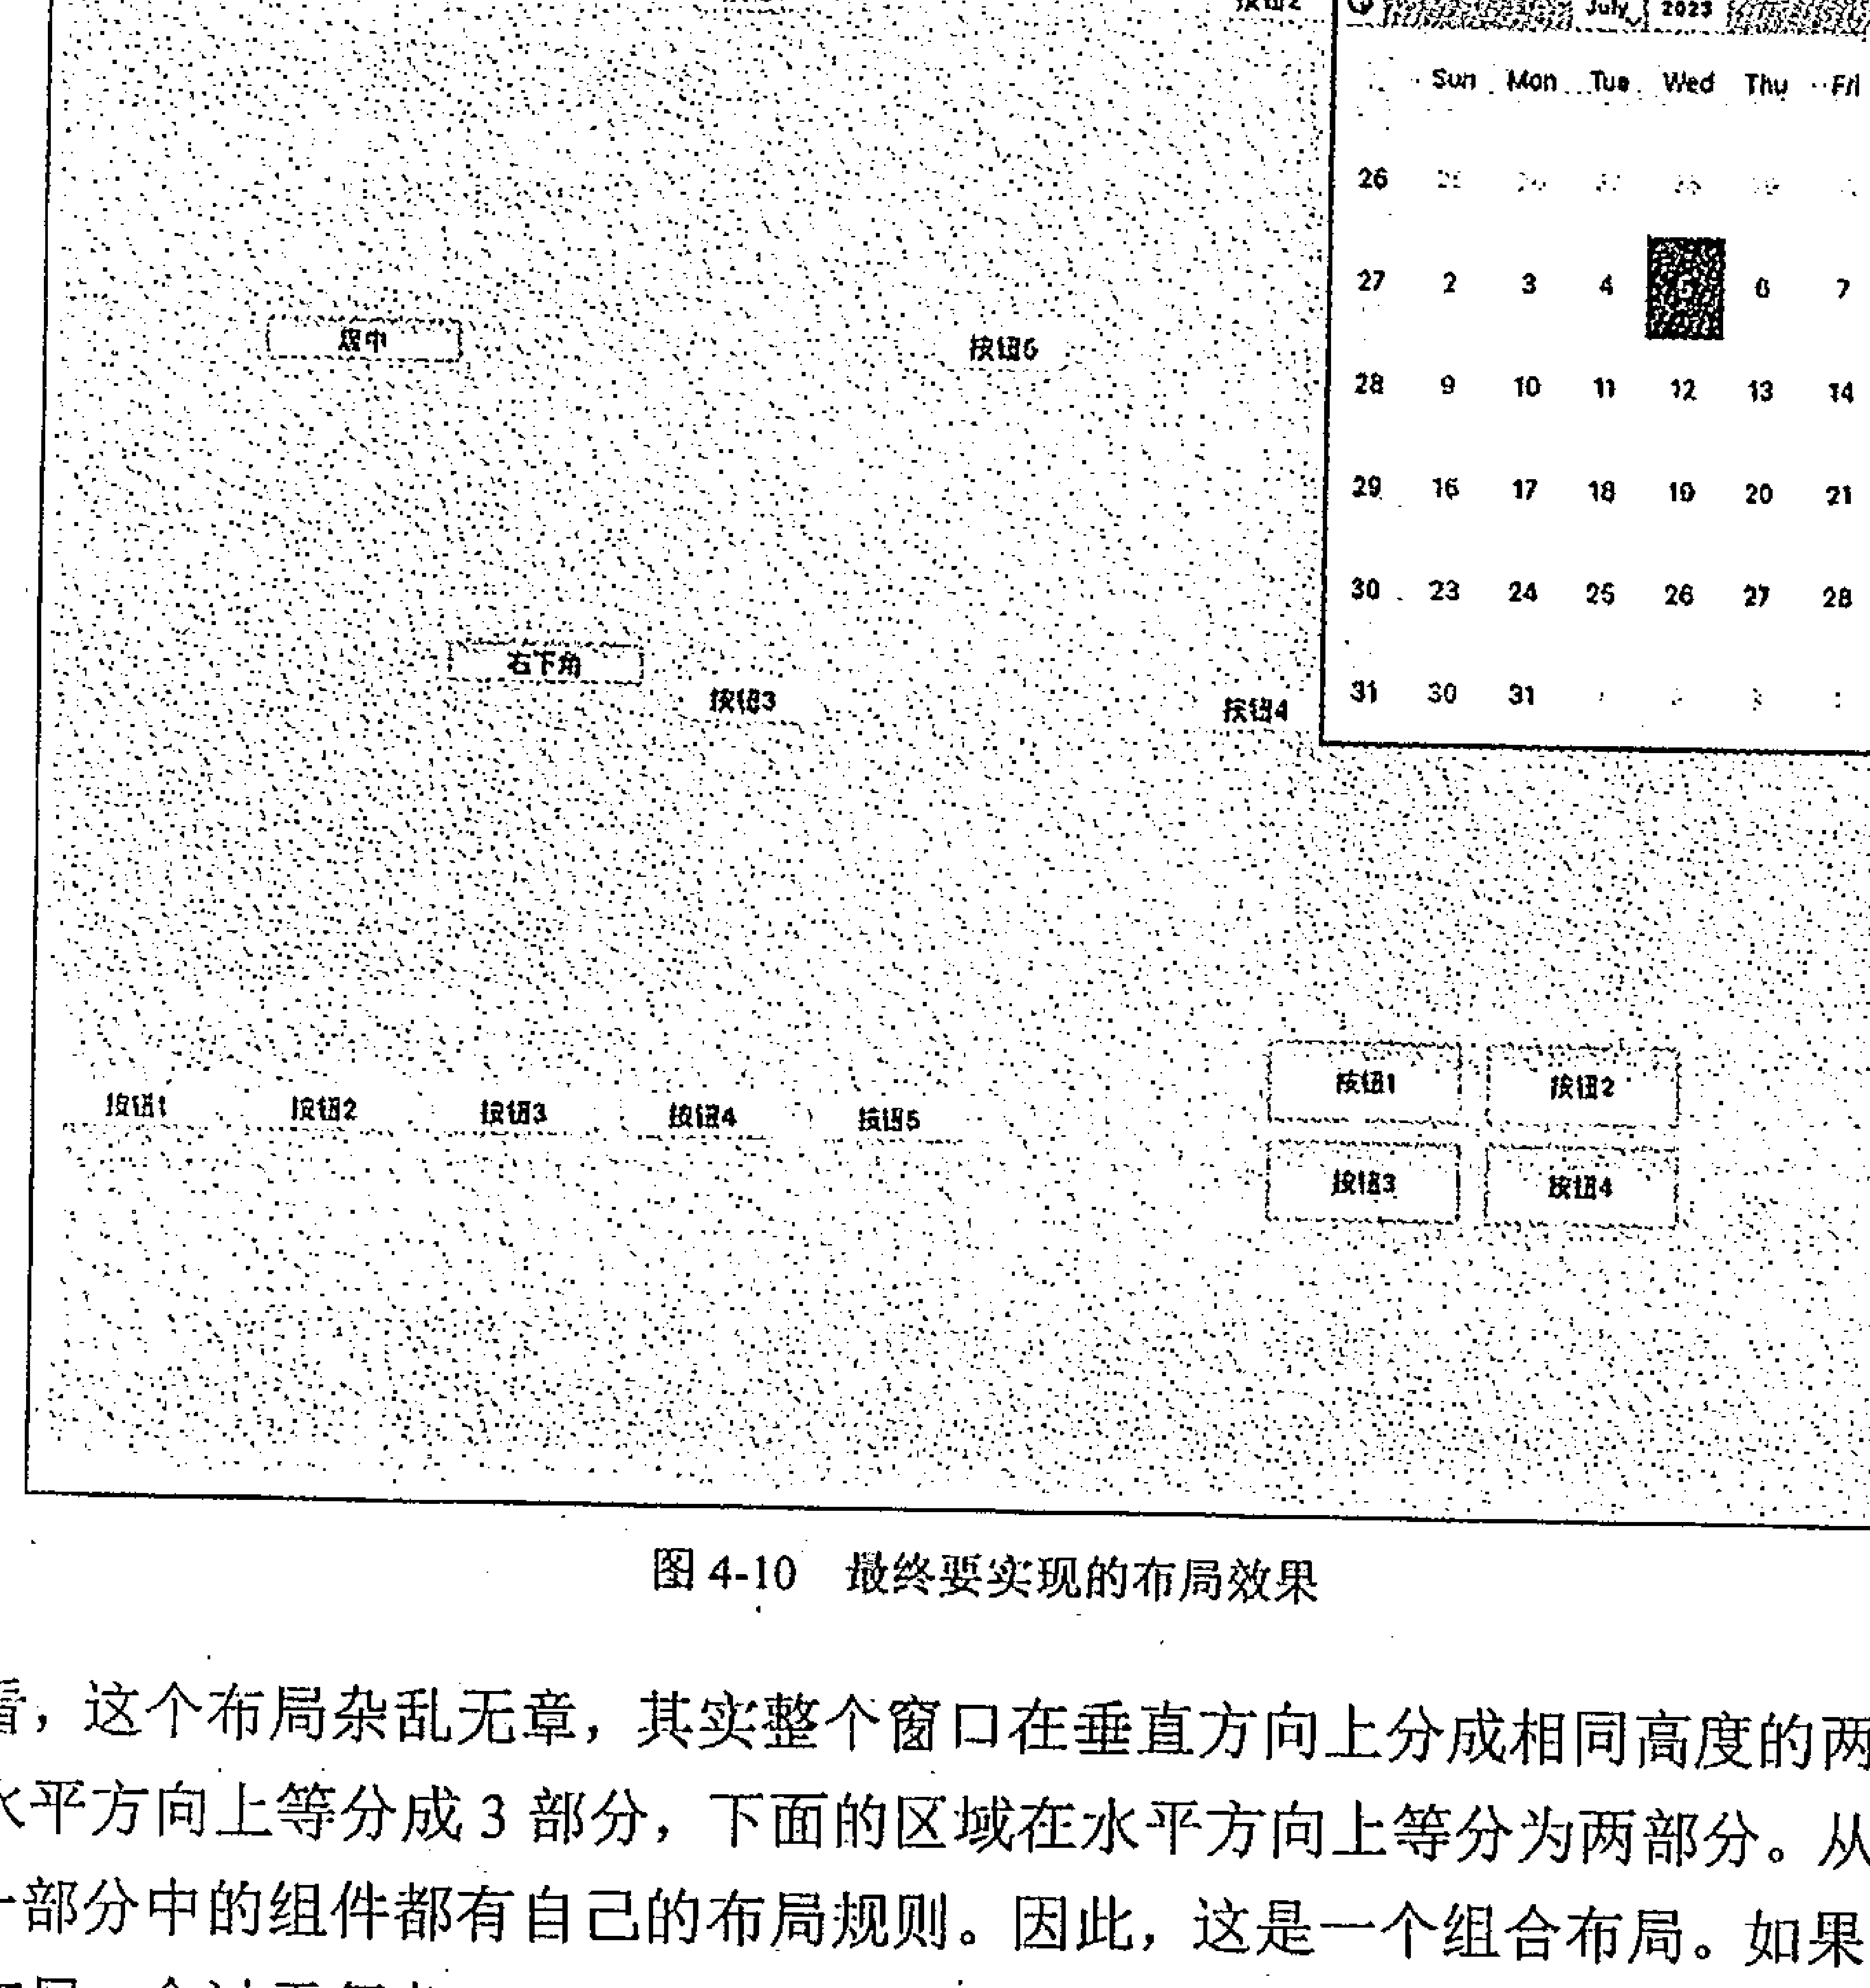 按钮2
July 2023
Sun Mon Tue Wed Thu Fri
26
27 2 3 4 5 6 7
居中 按钮5
28 9 10 11 12 13 14
29 16 17 18 19 20 21
30 23 24 25 26 27 28
右下角 按钮3 按钮4
31 30 31
按钮1 按钮2 按钮3 按钮4 按钮5
按钮1 按钮2
按钮3 按钮4
图 4-10 最终要实现的布局效果
看，这个布局杂乱无章，其实整个窗口在垂直方向上分成相同高度的两
水平方向上等分成 3 部分，下面的区域在水平方向上等分为两部分。从
部分中的组件都有自己的布局规则。因此，这是一个组合布局。如果